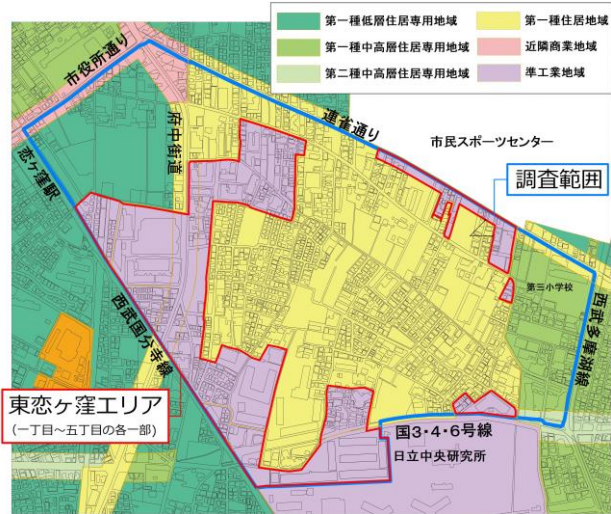 第一種低層住居専用地域
第一種中高層住居専用地域
第二種中高層住居専用地域
第一種住居地域
近隣商業地域
準工業地域
市役所通り
府中街道
連雀通り
市民スポーツセンター
恋ヶ窪駅
調査範囲
第三小学校
西武多摩湖線
西武国分寺線
東恋ヶ窪エリア
(一丁目~五丁目の各一部)
国3・4・6号線
日立中央研究所